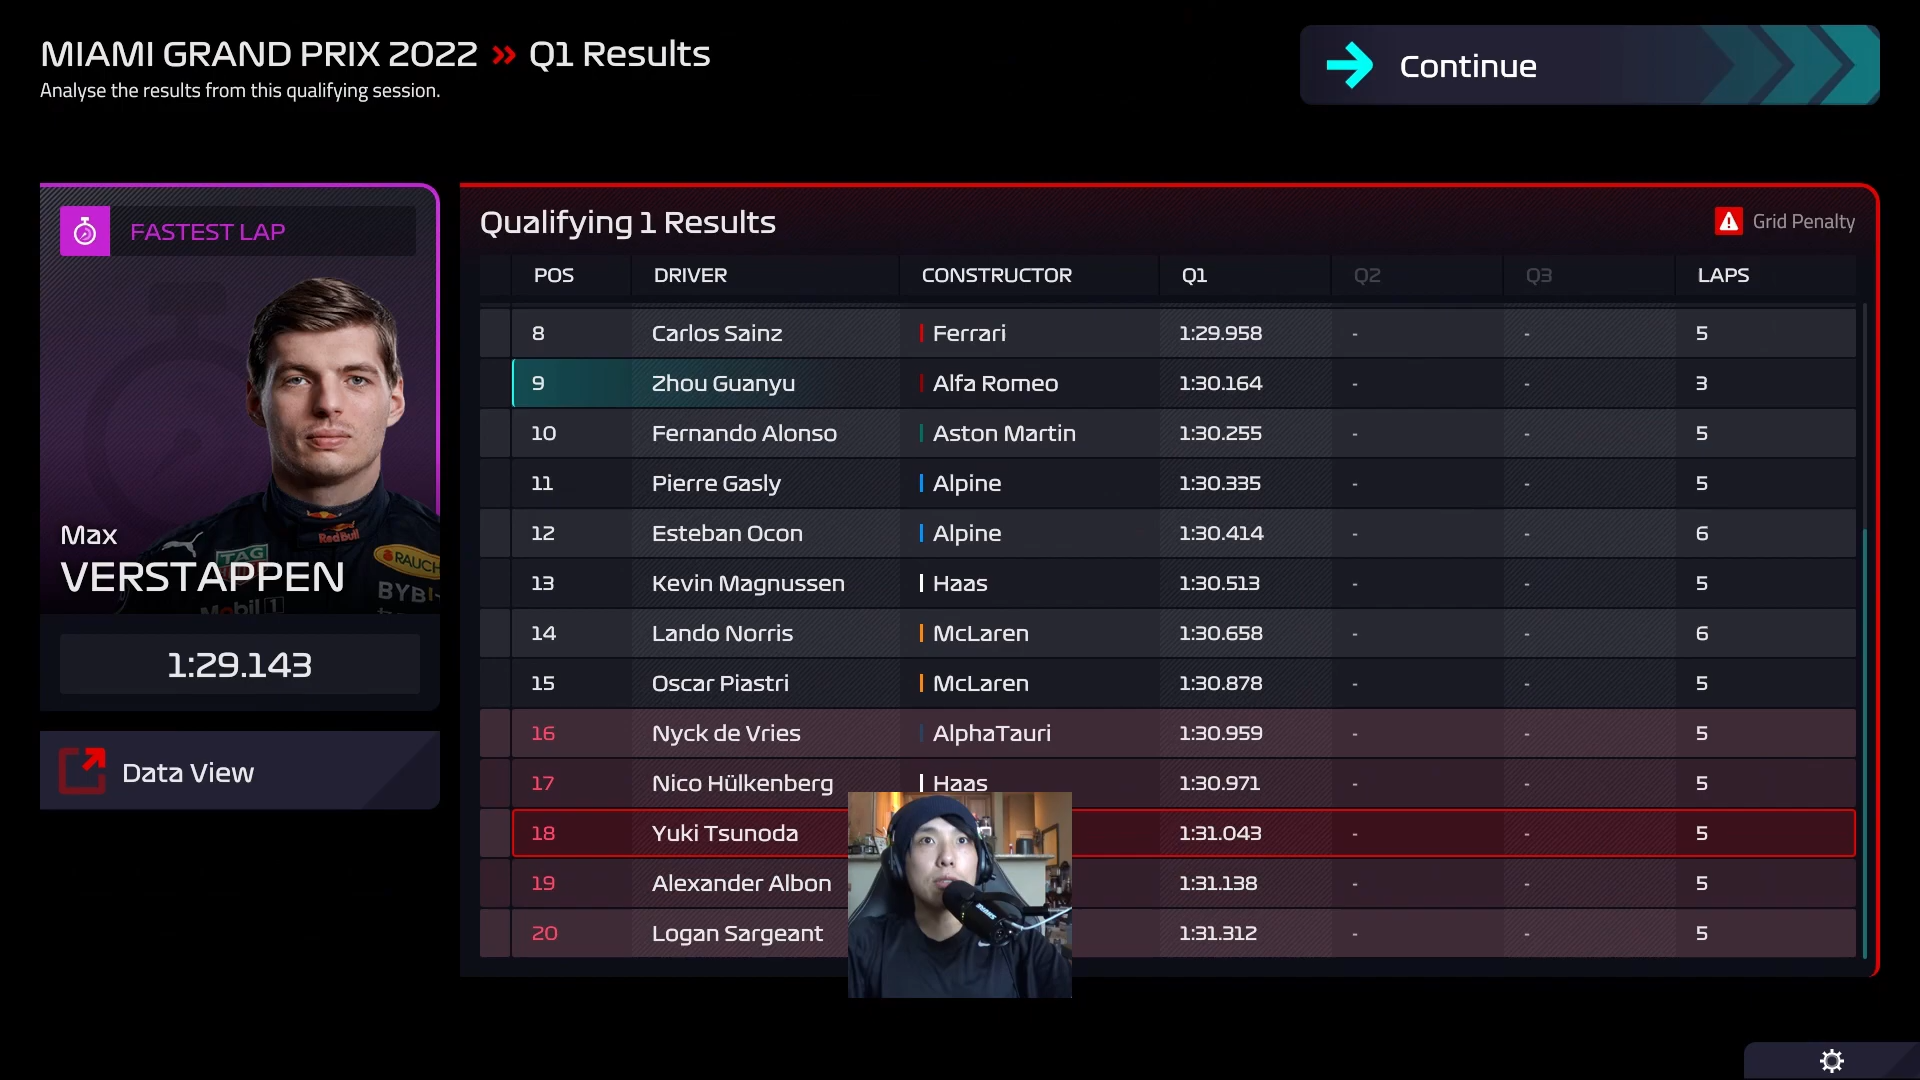 MIAMI GRAND PRIX 2022 » Q1 Results
Analyse the results from this qualifying session.
Continue
FASTEST LAP
TAG
Red Bull
RAUCH
BYBI
Mobil 1
Max
VERSTAPPEN
1:29.143
Data View
Qualifying 1 Results
Grid Penalty
POS DRIVER CONSTRUCTOR Q1 Q2 Q3 LAPS
8 Carlos Sainz Ferrari 1:29.958 - - 5
9 Zhou Guanyu Alfa Romeo 1:30.164 - - 3
10 Fernando Alonso Aston Martin 1:30.255 - - 5
11 Pierre Gasly Alpine 1:30.335 - - 5
12 Esteban Ocon Alpine 1:30.414 - - 6
13 Kevin Magnussen Haas 1:30.513 - - 5
14 Lando Norris McLaren 1:30.658 - - 6
15 Oscar Piastri McLaren 1:30.878 - - 5
16 Nyck de Vries AlphaTauri 1:30.959 - - 5
17 Nico Hülkenberg Haas 1:30.971 - - 5
18 Yuki Tsunoda 1:31.043 - - 5
19 Alexander Albon 1:31.138 - - 5
20 Logan Sargeant 1:31.312 - - 5